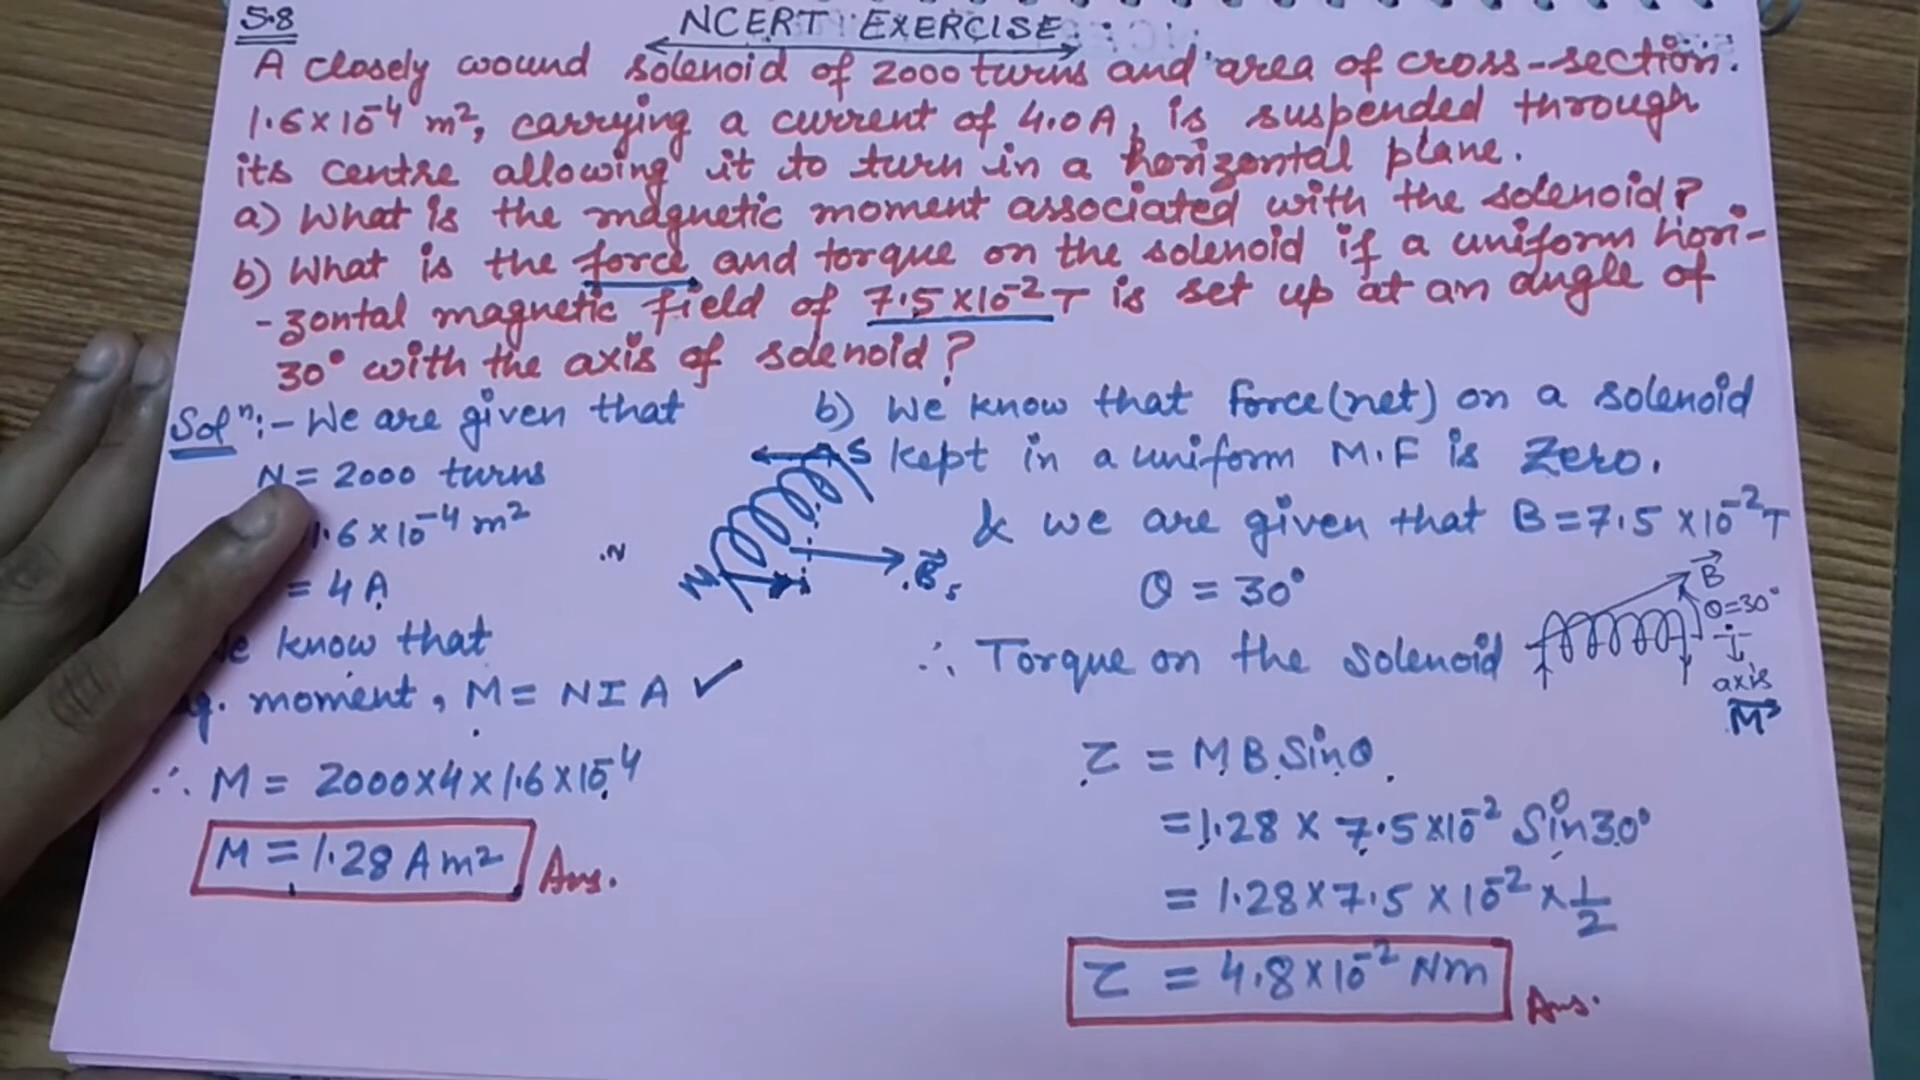 5.8
NCERT EXERCISE:
A closely wound solenoid of 2000 turns and area of cross-section
1.6×10⁻⁴ m², carrying a current of 4.0A, is suspended through
its centre allowing it to turn in a horizontal plane.
a) What is the magnetic moment associated with the solenoid?
b) What is the force and torque on the solenoid if a uniform hori-
-zontal magnetic field of 7.5×10⁻² T is set up at an angle of
30° with the axis of solenoid?
Solⁿ:- We are given that
N = 2000 turns
1.6×10⁻⁴ m²
= 4A
know that
moment, M = NIA ✓
∴ M = 2000×4×1.6×10⁻⁴
M = 1.28 Am²
Ans.
S
N
N
B
S
b) We know that force(net) on a solenoid
kept in a uniform M.F is Zero.
& we are given that B = 7.5×10⁻² T
θ = 30°
∴ Torque on the solenoid
B
θ=30°
axis
M
τ = MB Sinθ
= 1.28 × 7.5×10⁻² Sin30°
= 1.28×7.5×10⁻² × 1/2
τ = 4.8×10⁻² Nm
Ans.